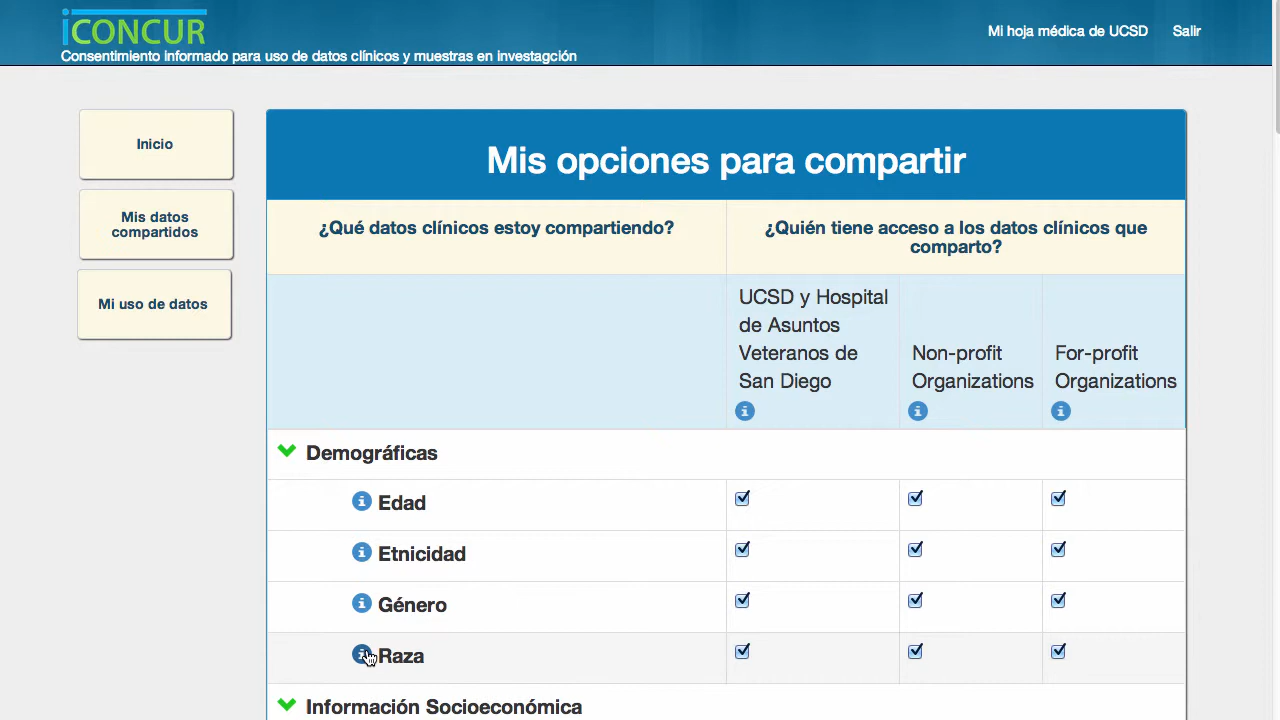 iCONCUR
Consentimiento informado para uso de datos clínicos y muestras en investagción
Mi hoja médica de UCSD
Salir
Inicio
Mis datos
compartidos
Mi uso de datos
Mis opciones para compartir
¿Qué datos clínicos estoy compartiendo?
¿Quién tiene acceso a los datos clínicos que
comparto?
UCSD y Hospital
de Asuntos
Veteranos de
San Diego
Non-profit
Organizations
For-profit
Organizations
Demográficas
Edad
Etnicidad
Género
Raza
Información Socioeconómica